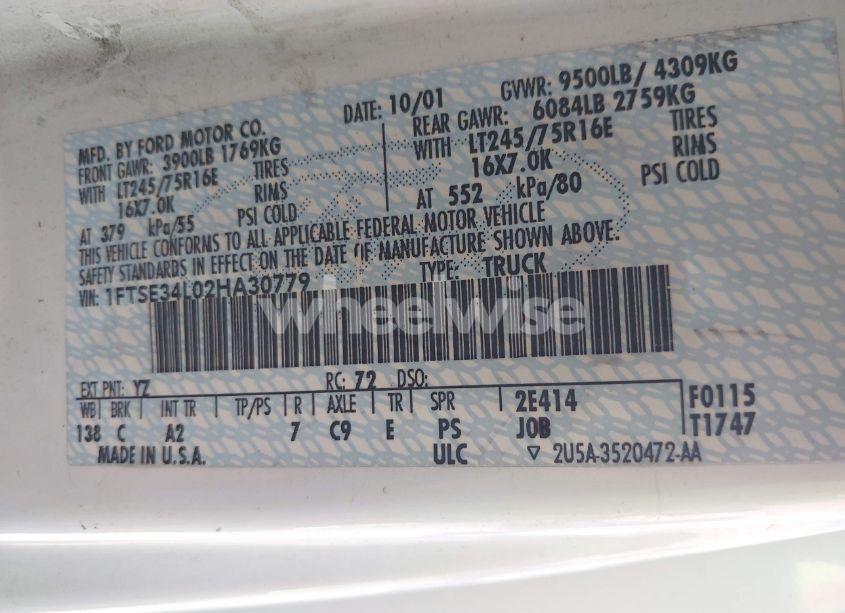 MFD. BY FORD MOTOR CO. DATE: 10/01 GVWR: 9500LB/ 4309KG
FRONT GAWR: 3900LB 1769KG REAR GAWR: 6084LB 2759KG
WITH LT245/75R16E TIRES WITH LT245/75R16E TIRES
16X7.0K RIMS 16X7.0K RIMS
AT 379 kPa/55 PSI COLD AT 552 kPa/80 PSI COLD
THIS VEHICLE CONFORMS TO ALL APPLICABLE FEDERAL MOTOR VEHICLE
SAFETY STANDARDS IN EFFECT ON THE DATE OF MANUFACTURE SHOWN ABOVE.
VIN: 1FTSE34L02HA30779 TYPE: TRUCK
wheelwise
EXT PNT: YZ RC: 72 DSO:
WB BRK INT TR TP/PS R AXLE TR SPR 2E414 F0115
138 C A2 7 C9 E PS JOB T1747
MADE IN U.S.A. ULC ▽ 2U5A-3520472-AA